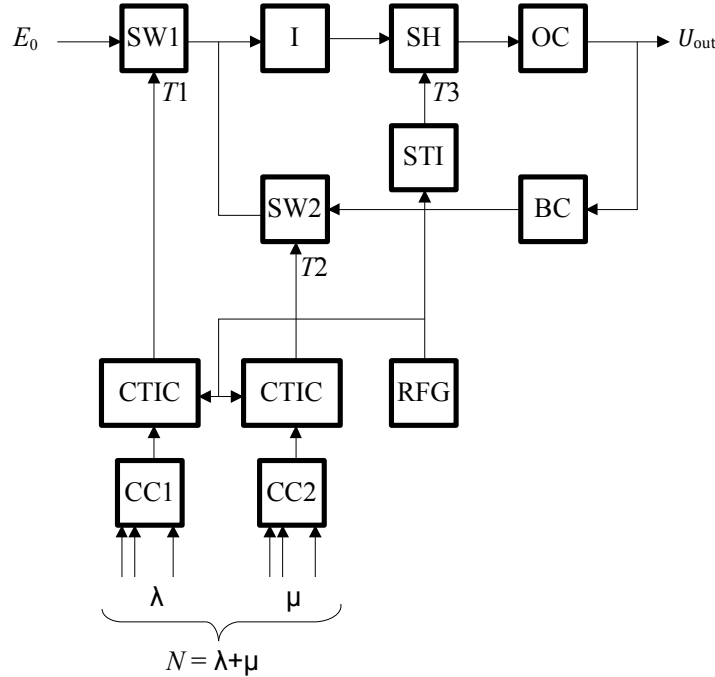 E₀ SW1 I SH OC Uout
T1 T3
STI
SW2 BC
T2
CTIC CTIC RFG
CC1 CC2
λ μ
N = λ+μ